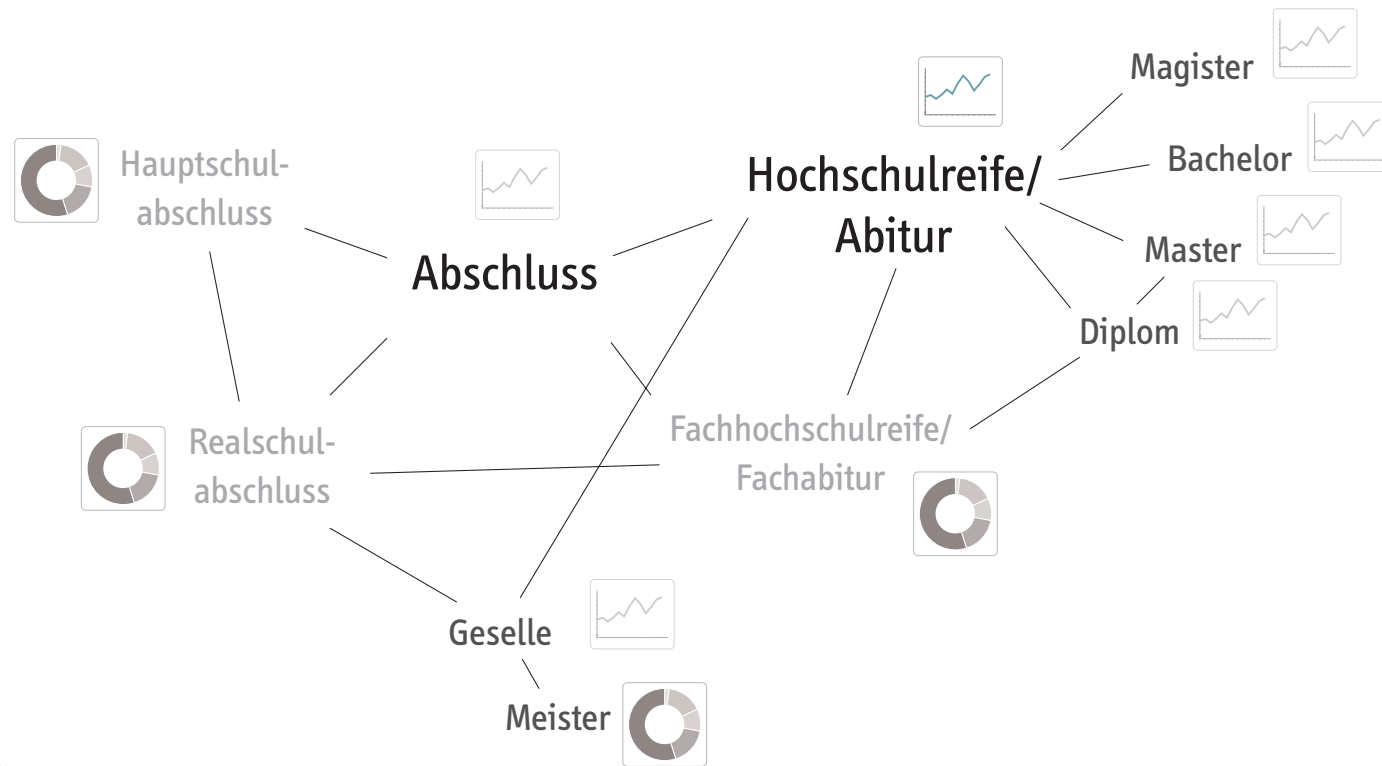 Magister
Bachelor
Hauptschul-
abschluss
Hochschulreife/
Abitur
Master
Abschluss
Diplom
Realschul-
abschluss
Fachhochschulreife/
Fachabitur
Geselle
Meister